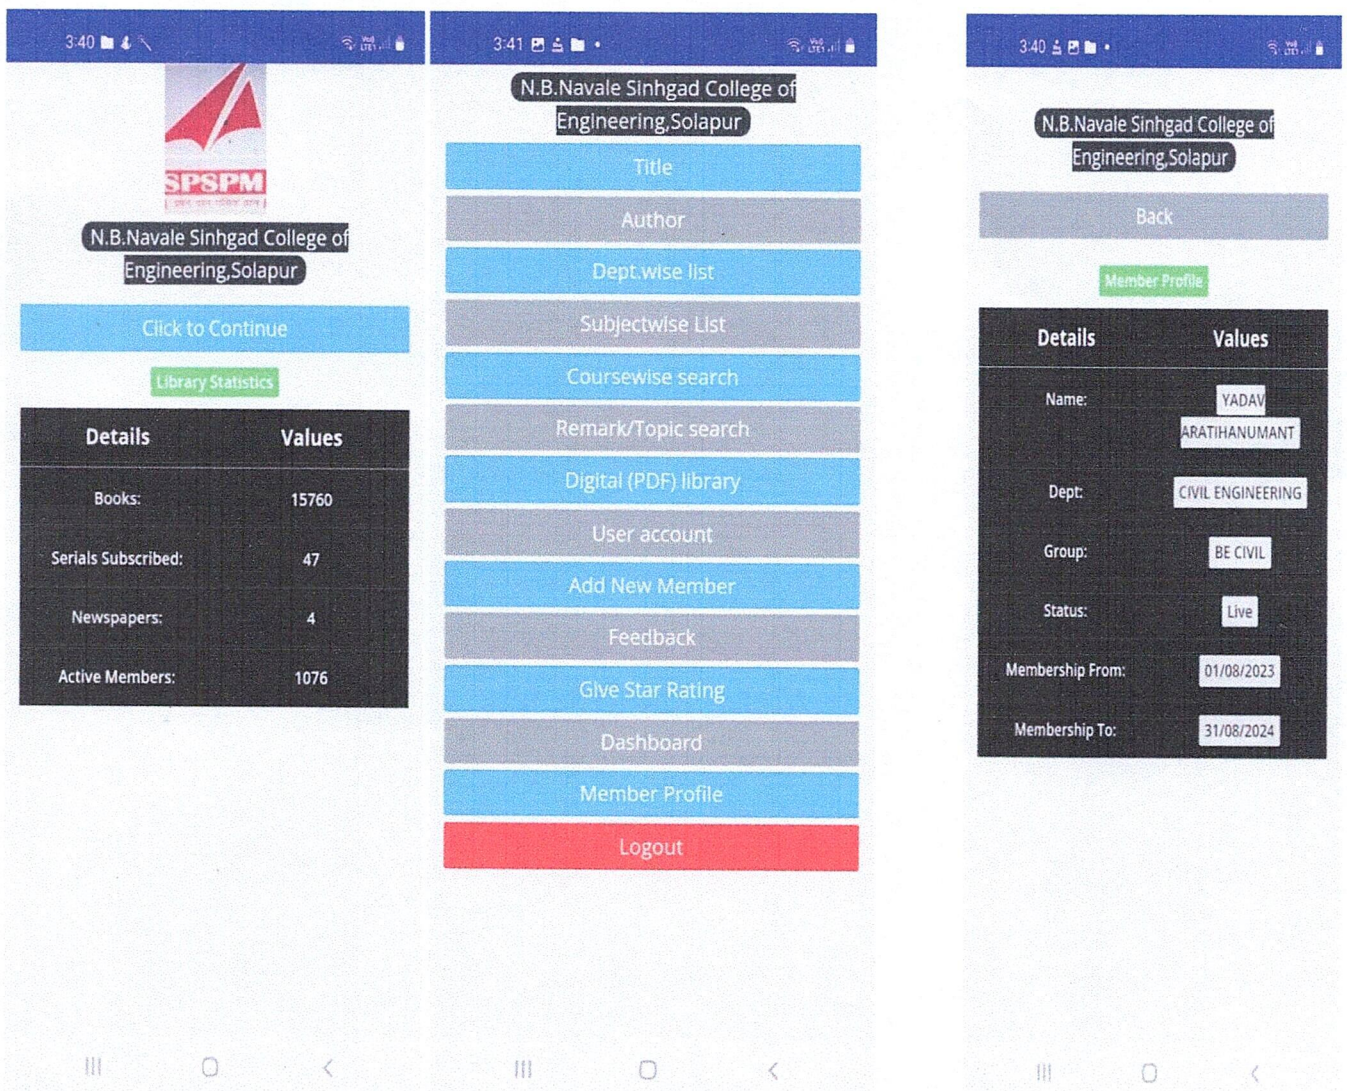 3:40
SPSPM
N.B.Navale Sinhgad College of
Engineering,Solapur
Click to Continue
Library Statistics
Details Values
Books: 15760
Serials Subscribed: 47
Newspapers: 4
Active Members: 1076
3:41
N.B.Navale Sinhgad College of
Engineering,Solapur
Title
Author
Dept.wise list
Subjectwise List
Coursewise search
Remark/Topic search
Digital (PDF) library
User account
Add New Member
Feedback
Give Star Rating
Dashboard
Member Profile
Logout
3:40
N.B.Navale Sinhgad College of
Engineering,Solapur
Back
Member Profile
Details Values
Name: YADAV
ARATIHANUMANT
Dept: CIVIL ENGINEERING
Group: BE CIVIL
Status: Live
Membership From: 01/08/2023
Membership To: 31/08/2024